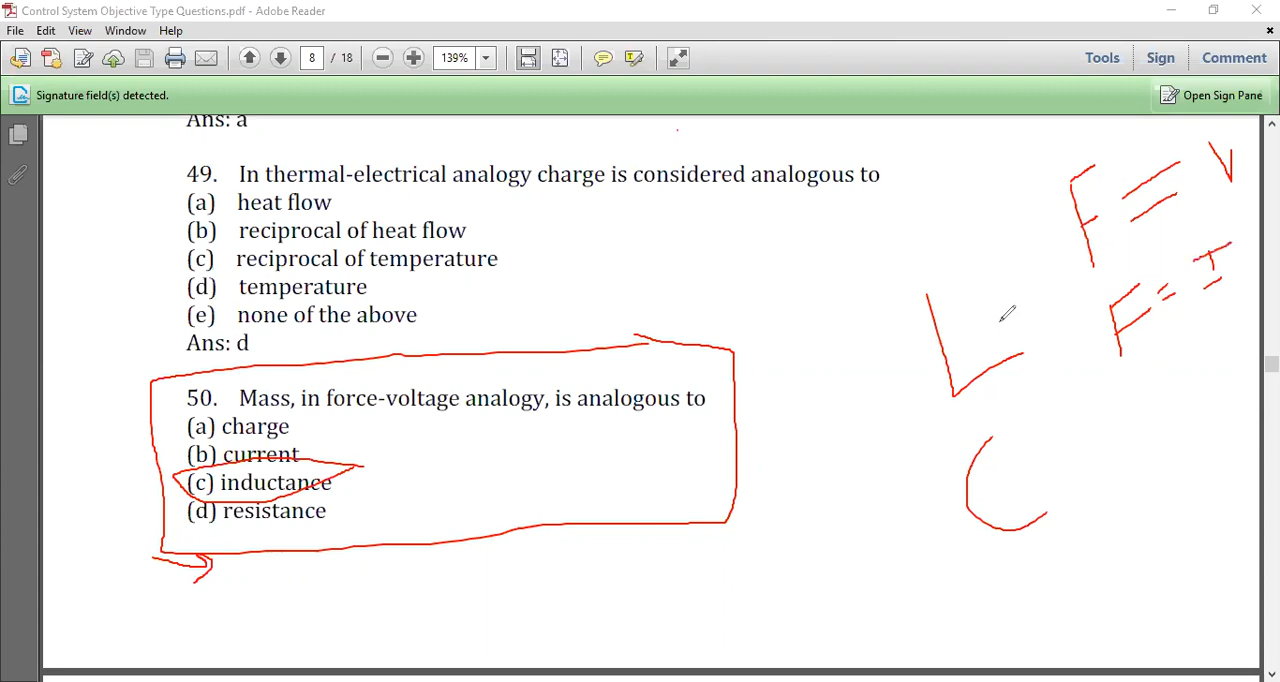 Control System Objective Type Questions.pdf - Adobe Reader
File Edit View Window Help
8 / 18 139% Tools Sign Comment
Signature field(s) detected. Open Sign Pane
Ans: a
49. In thermal-electrical analogy charge is considered analogous to
(a) heat flow
(b) reciprocal of heat flow
(c) reciprocal of temperature
(d) temperature
(e) none of the above
Ans: d
50. Mass, in force-voltage analogy, is analogous to
(a) charge
(b) current
(c) inductance
(d) resistance
F = V
F = I
L
C